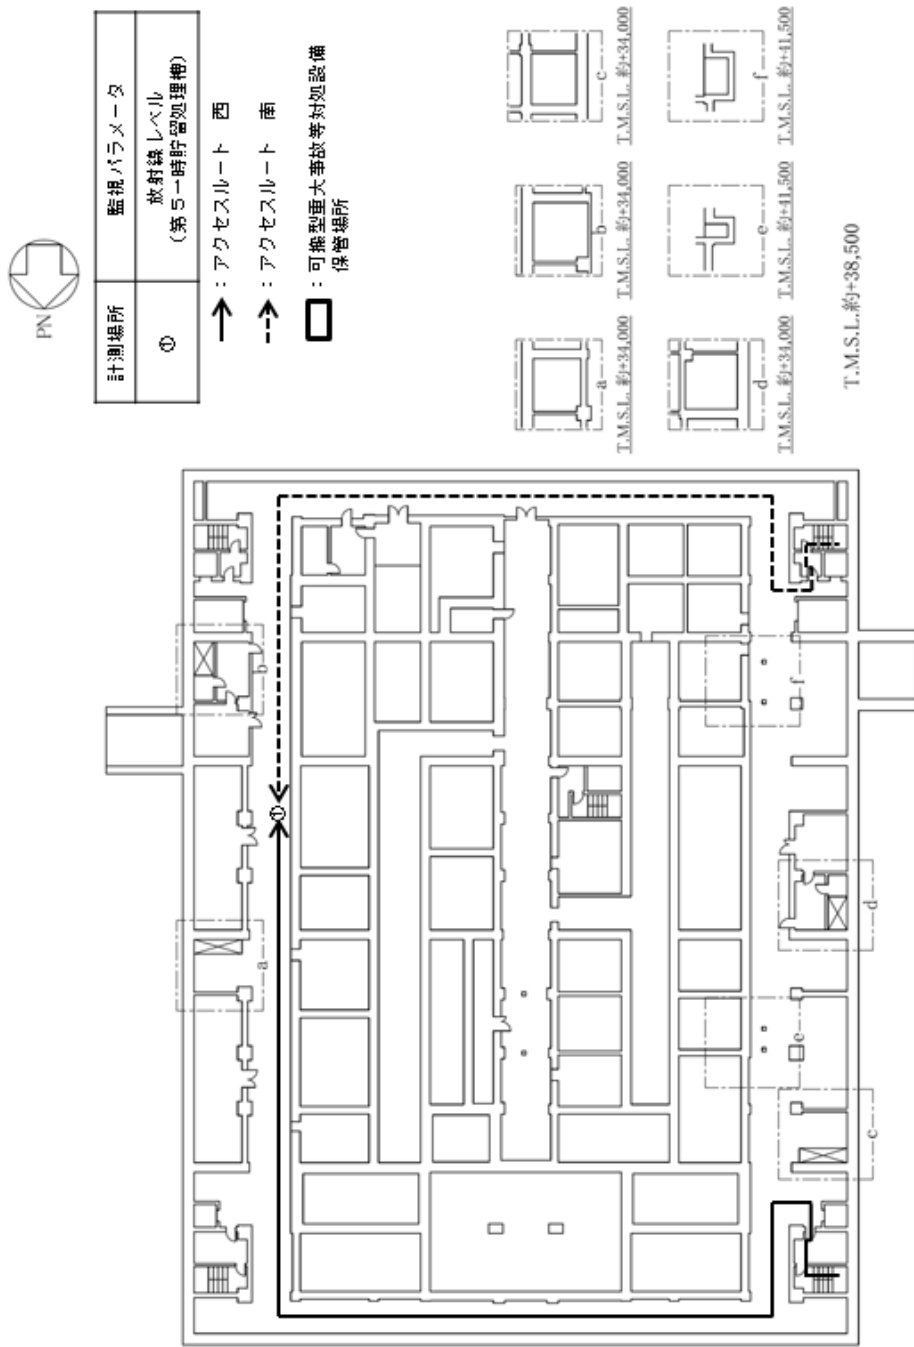 PN
計測場所
監視パラメータ
①
放射線レベル
(第5一時貯留処理槽)
：アクセスルート　西
：アクセスルート　南
：可搬型重大事故等対処設備
保管場所
a
T.M.S.L. 約+34,000
b
T.M.S.L. 約+34,000
c
T.M.S.L. 約+34,000
d
T.M.S.L. 約+34,000
e
T.M.S.L. 約+41,500
f
T.M.S.L. 約+41,500
T.M.S.L.:約+38,500
①
a
b
c
e
d
f